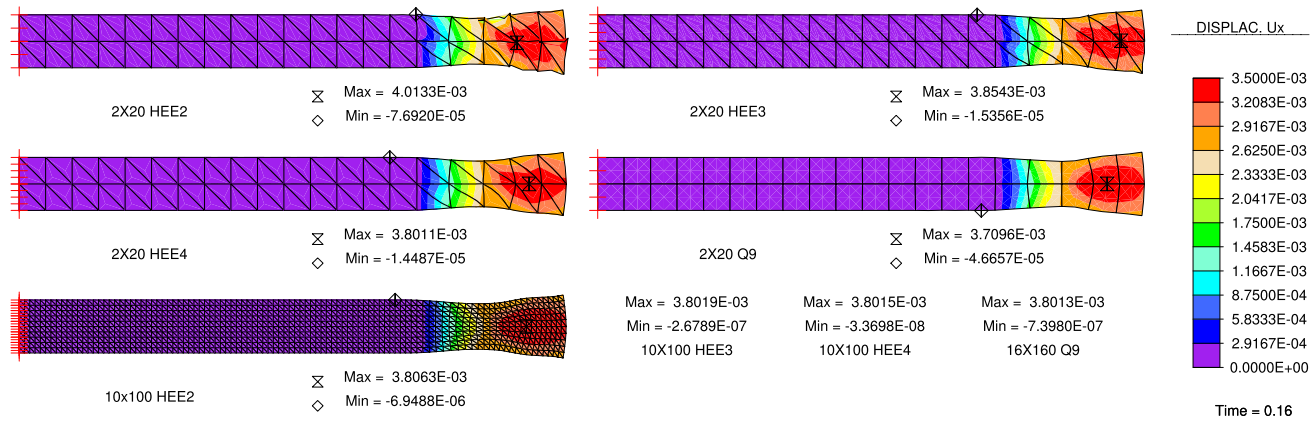 Max = 4.0133E-03
Min = -7.6920E-05
2X20 HEE2
Max = 3.8543E-03
Min = -1.5356E-05
2X20 HEE3
Max = 3.8011E-03
Min = -1.4487E-05
2X20 HEE4
Max = 3.7096E-03
Min = -4.6657E-05
2X20 Q9
Max = 3.8063E-03
Min = -6.9488E-06
10x100 HEE2
Max = 3.8019E-03
Min = -2.6789E-07
10X100 HEE3
Max = 3.8015E-03
Min = -3.3698E-08
10X100 HEE4
Max = 3.8013E-03
Min = -7.3980E-07
16X160 Q9
DISPLAC. Ux
3.5000E-03
3.2083E-03
2.9167E-03
2.6250E-03
2.3333E-03
2.0417E-03
1.7500E-03
1.4583E-03
1.1667E-03
8.7500E-04
5.8333E-04
2.9167E-04
0.0000E+00
Time = 0.16